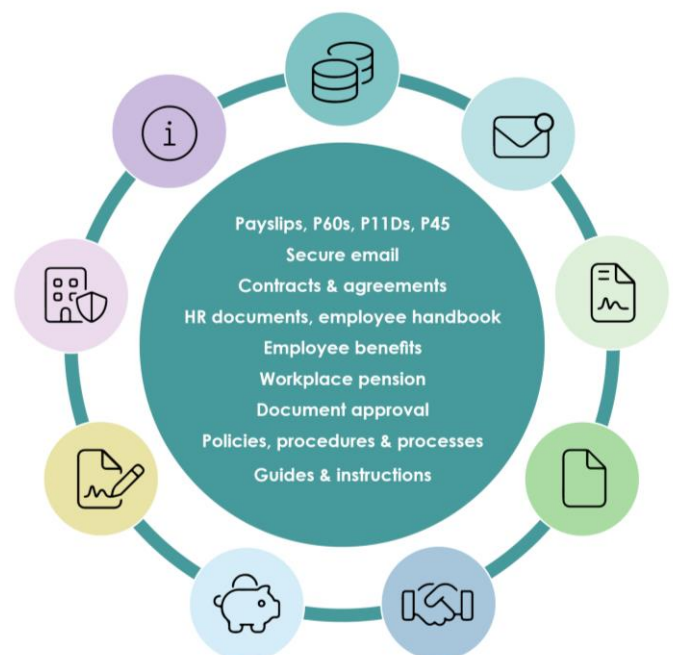 Payslips, P60s, P11Ds, P45
Secure email
Contracts & agreements
HR documents, employee handbook
Employee benefits
Workplace pension
Document approval
Policies, procedures & processes
Guides & instructions
i